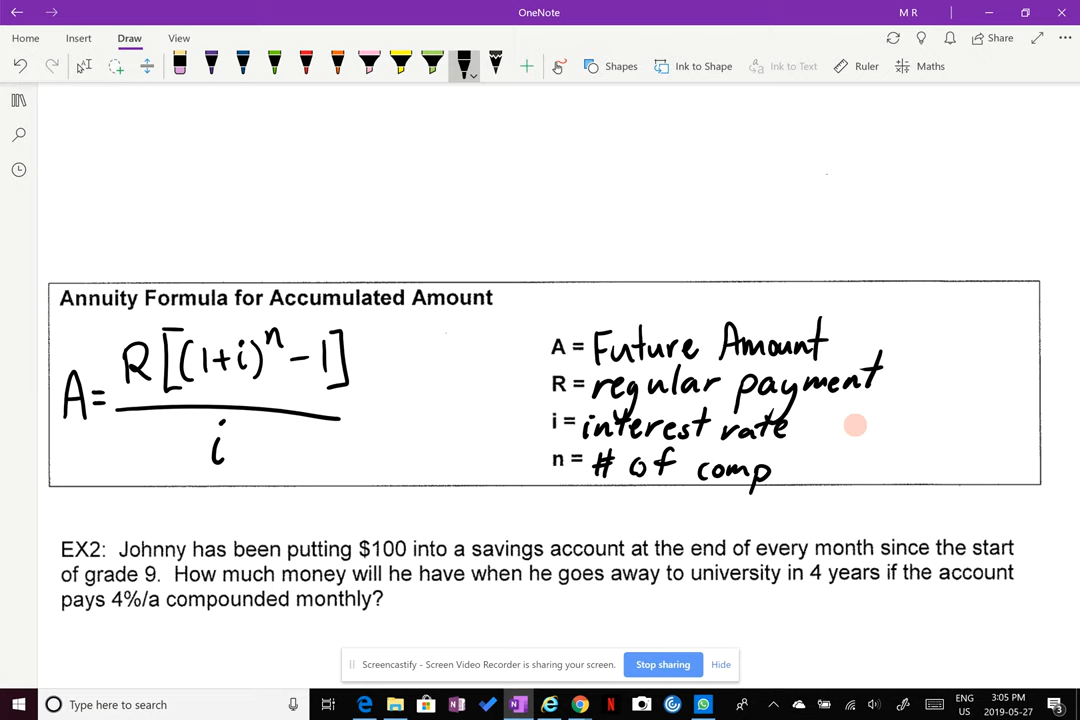 OneNote
M R
Home Insert Draw View
Share
Shapes Ink to Shape Ink to Text Ruler Maths
Annuity Formula for Accumulated Amount
A = R[(1+i)^n - 1] / i
A = Future Amount
R = regular payment
i = interest rate
n = # of comp
EX2: Johnny has been putting $100 into a savings account at the end of every month since the start
of grade 9. How much money will he have when he goes away to university in 4 years if the account
pays 4%/a compounded monthly?
Screencastify - Screen Video Recorder is sharing your screen. Stop sharing Hide
Type here to search
ENG
US
3:05 PM
2019-05-27
3